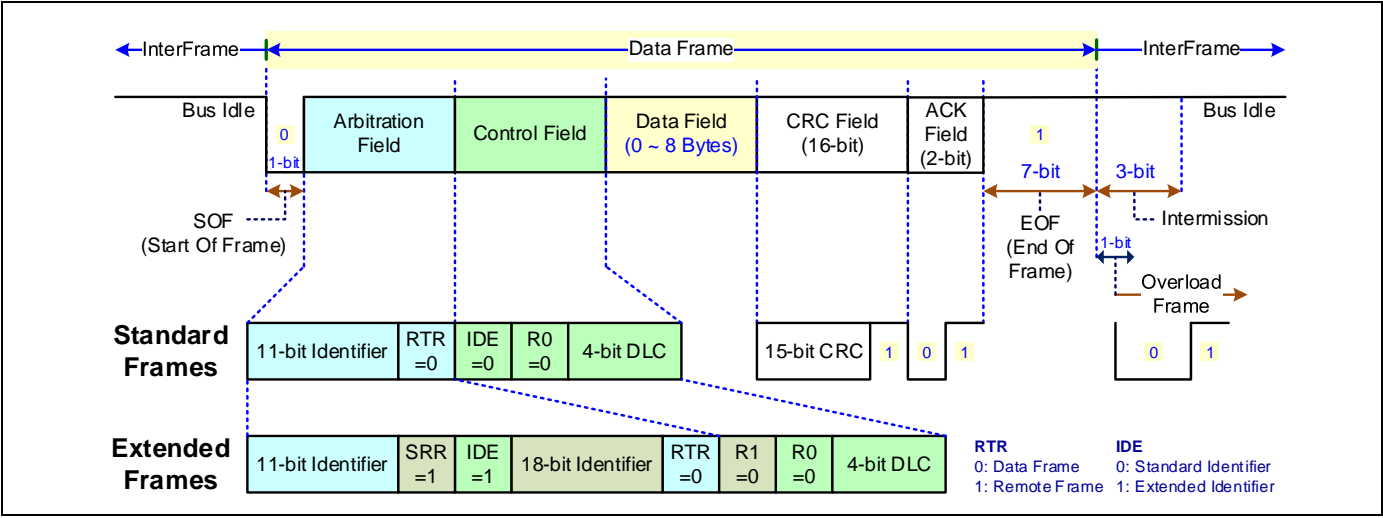 InterFrame
Data Frame
InterFrame
Bus Idle
0
1-bit
Arbitration
Field
Control Field
Data Field
(0 ~ 8 Bytes)
CRC Field
(16-bit)
ACK
Field
(2-bit)
1
Bus Idle
7-bit
3-bit
SOF
(Start Of Frame)
EOF
(End Of
Frame)
Intermission
1-bit
Overload
Frame
Standard
Frames
11-bit Identifier
RTR
=0
IDE
=0
R0
=0
4-bit DLC
15-bit CRC
1
0
1
0
1
Extended
Frames
11-bit Identifier
SRR
=1
IDE
=1
18-bit Identifier
RTR
=0
R1
=0
R0
=0
4-bit DLC
RTR
0: Data Frame
1: Remote Frame
IDE
0: Standard Identifier
1: Extended Identifier